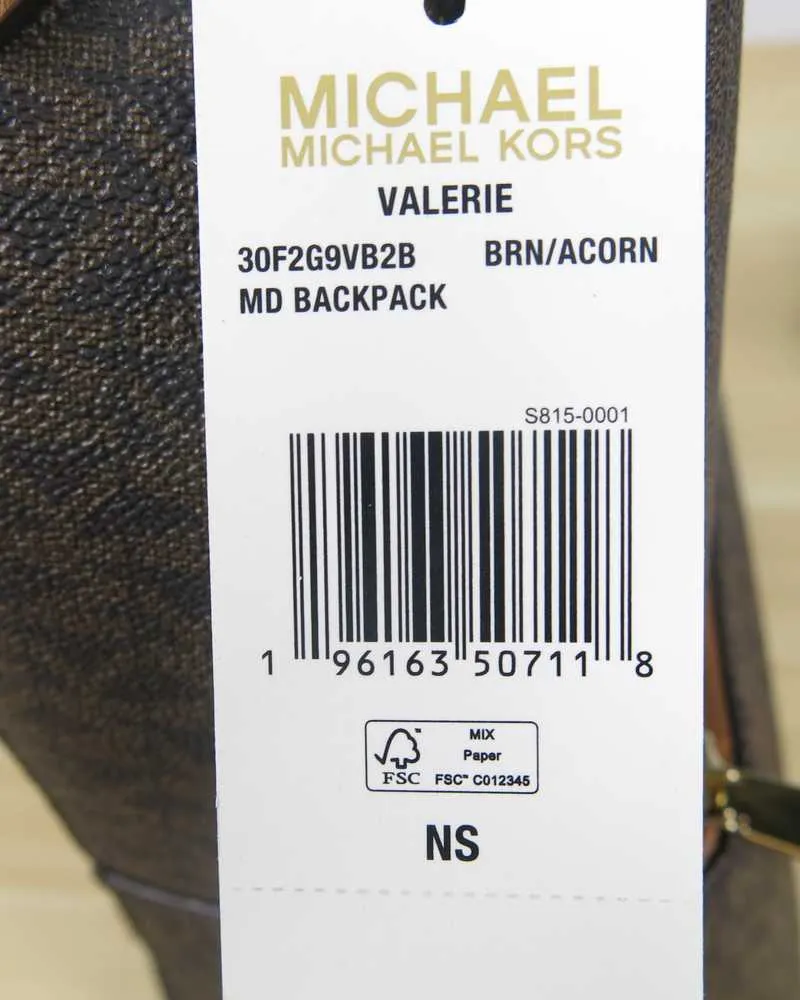 MICHAEL
MICHAEL KORS
VALERIE
30F2G9VB2B BRN/ACORN
MD BACKPACK
S815-0001
1 96163 50711 8
MIX
Paper
FSC™ C012345
FSC
NS